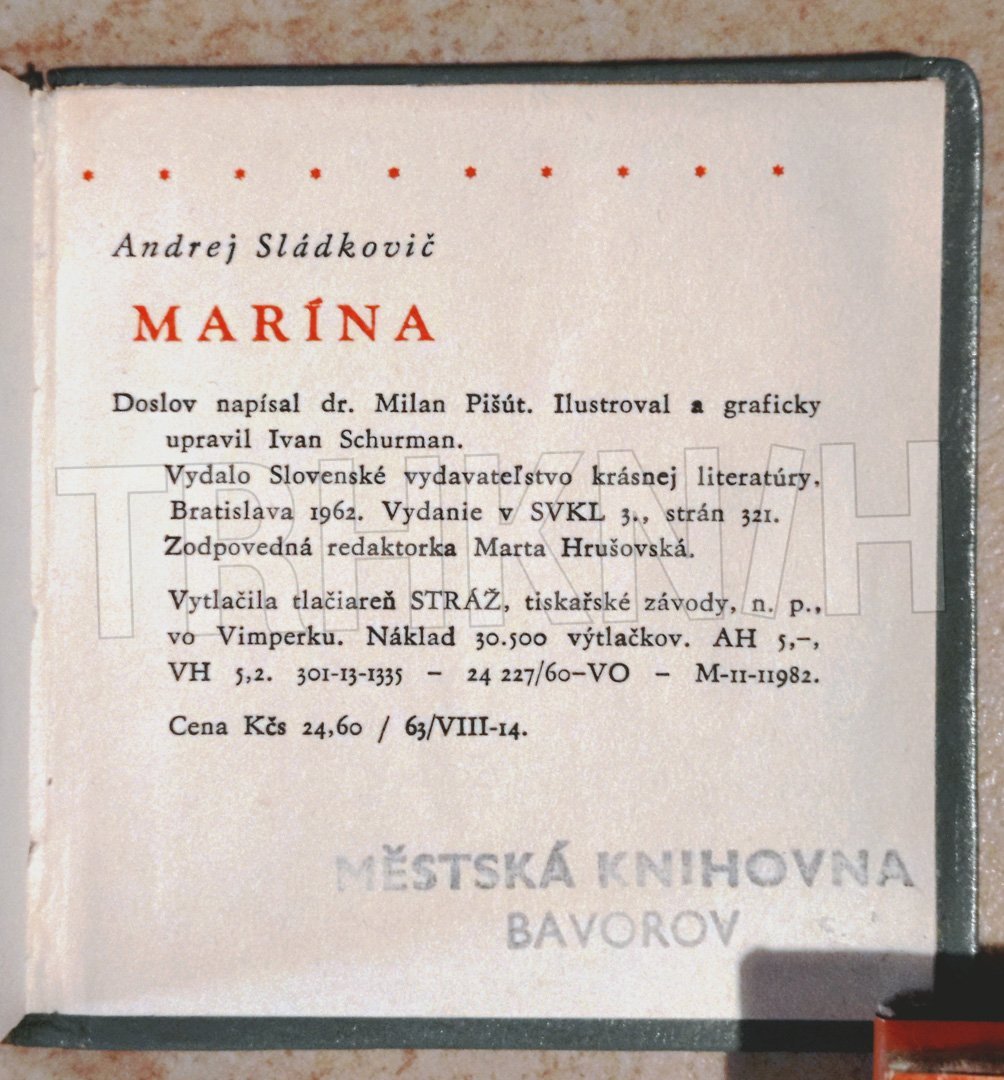 Andrej Sládkovič
MARÍNA
Doslov napísal dr. Milan Pišút. Ilustroval a graficky
upravil Ivan Schurman.
Vydalo Slovenské vydavateľstvo krásnej literatúry.
Bratislava 1962. Vydanie v SVKL 3., strán 321.
Zodpovedná redaktorka Marta Hrušovská.
Vytlačila tlačiareň STRÁŽ, tiskařské závody, n. p.,
vo Vimperku. Náklad 30.500 výtlačkov. AH 5,–,
VH 5,2. 301-13-1335 – 24 227/60–VO – M-11-11982.
Cena Kčs 24,60 / 63/VIII-14.
MĚSTSKÁ KNIHOVNA
BAVOROV